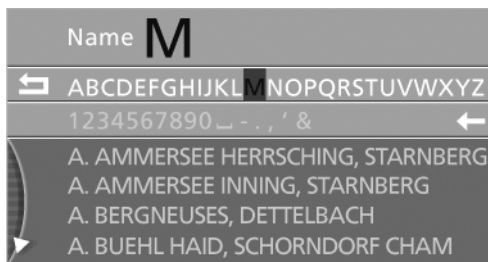 Name M
ABCDEFGHIJKLMNOPQRSTUVWXYZ
1234567890␣ - . , ‘ &
A. AMMERSEE HERRSCHING, STARNBERG
A. AMMERSEE INNING, STARNBERG
A. BERGNEUSES, DETTELBACH
A. BUEHL HAID, SCHORNDORF CHAM